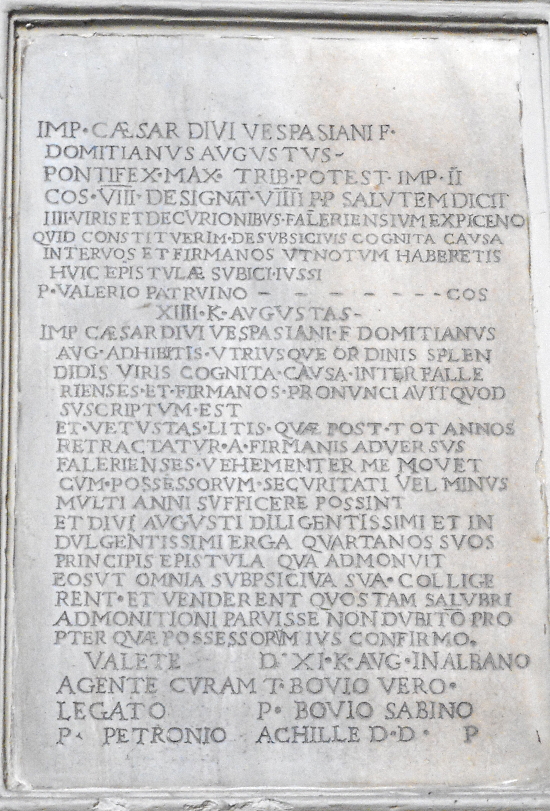 IMP·CÆSAR DIVI VESPASIANI F·
DOMITIANVS AVGVSTVS~
PONTIFEX·MAX· TRIB·POTEST·IMP·II
COS·VIII·DESIGNAT·VIIII P·P SALVTEM DICIT
IIII·VIRIS ET DECVRIONIBVS·FALERIENSIVM EX PICENO
QVID CONSTITVERIM·DE SVBSICIVIS COGNITA CAVSA
INTER VOS ET FIRMANOS VT NOTVM HABBRETIS
HVIC EPISTVLÆ SVBICI·IVSSI
P·VALERIO PATRVINO – – – – – - - - COS
XIIII·K·AVGVSTAS~
IMP CÆSAR DIVI VESPASIANI·F DOMITIANVS
AVG·ADHIBITIS·VTRIVSQVE ORDINIS SPLEN
DIDIS VIRIS COGNITA·CAVSA·INTER FALLE
RIENSES·ET·FIRMANOS·PRONVNCIAVIT QVOD
SVSCRIPTVM·EST
ET·VETVSTAS·LITIS·QVÆ POST·TOT ANNOS
RETRACTATVR·A·FIRMANIS ADVERSVS
FALERIENSES·VEHEMENTER ME MOVET
CVM·POSSESSORVM·SECVRITATI VEL MINVS
MVLTI ANNI SVFFICERE POSSINT
ET DIVI AVGVSTI DILIGENTISSIMI ET IN
DVLGENTISSIMI ERGA QVARTANOS SVOS
PRINCIPIS EPISTVLA QVA ADMONVIT
EOSVT OMNIA SVBPSICIVA SVA·COLLIGE
RENT·ET VENDERENT QVOS TAM SALVBRI
ADMONITIONI PARVISSE NON DVBITO PRO
PTER QVÆ POSSESSORVM IVS CONFIRMO·
VALETE D·XI·K·AVG·IN ALBANO
AGENTE CVRAM T·BOVIO VERO·
LEGATO P· BOVIO SABINO
P· PETRONIO ACHILLE D·D· P